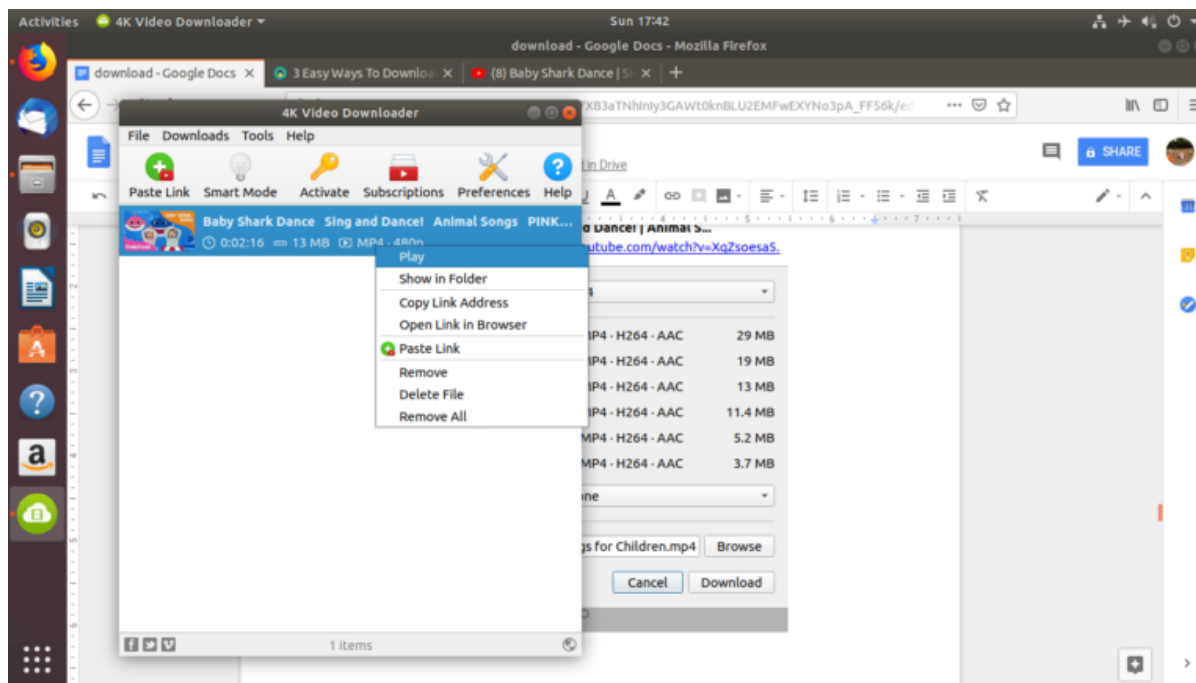 Activities 4K Video Downloader Sun 17:42
download - Google Docs - Mozilla Firefox
download - Google Docs 3 Easy Ways To Downloa (8) Baby Shark Dance | Si
4K Video Downloader
File Downloads Tools Help
in Drive
SHARE
Paste Link Smart Mode Activate Subscriptions Preferences Help
Baby Shark Dance Sing and Dance! Animal Songs PINK...
0:02:16 13 MB MP4 - 480p
d Dance! | Animal S...
utube.com/watch?v=XqZsoesa5.
Play
Show in Folder
Copy Link Address
Open Link in Browser
Paste Link
Remove
Delete File
Remove All
MP4 - H264 - AAC 29 MB
MP4 - H264 - AAC 19 MB
MP4 - H264 - AAC 13 MB
MP4 - H264 - AAC 11.4 MB
MP4 - H264 - AAC 5.2 MB
MP4 - H264 - AAC 3.7 MB
one
gs for Children.mp4 Browse
Cancel Download
1 items